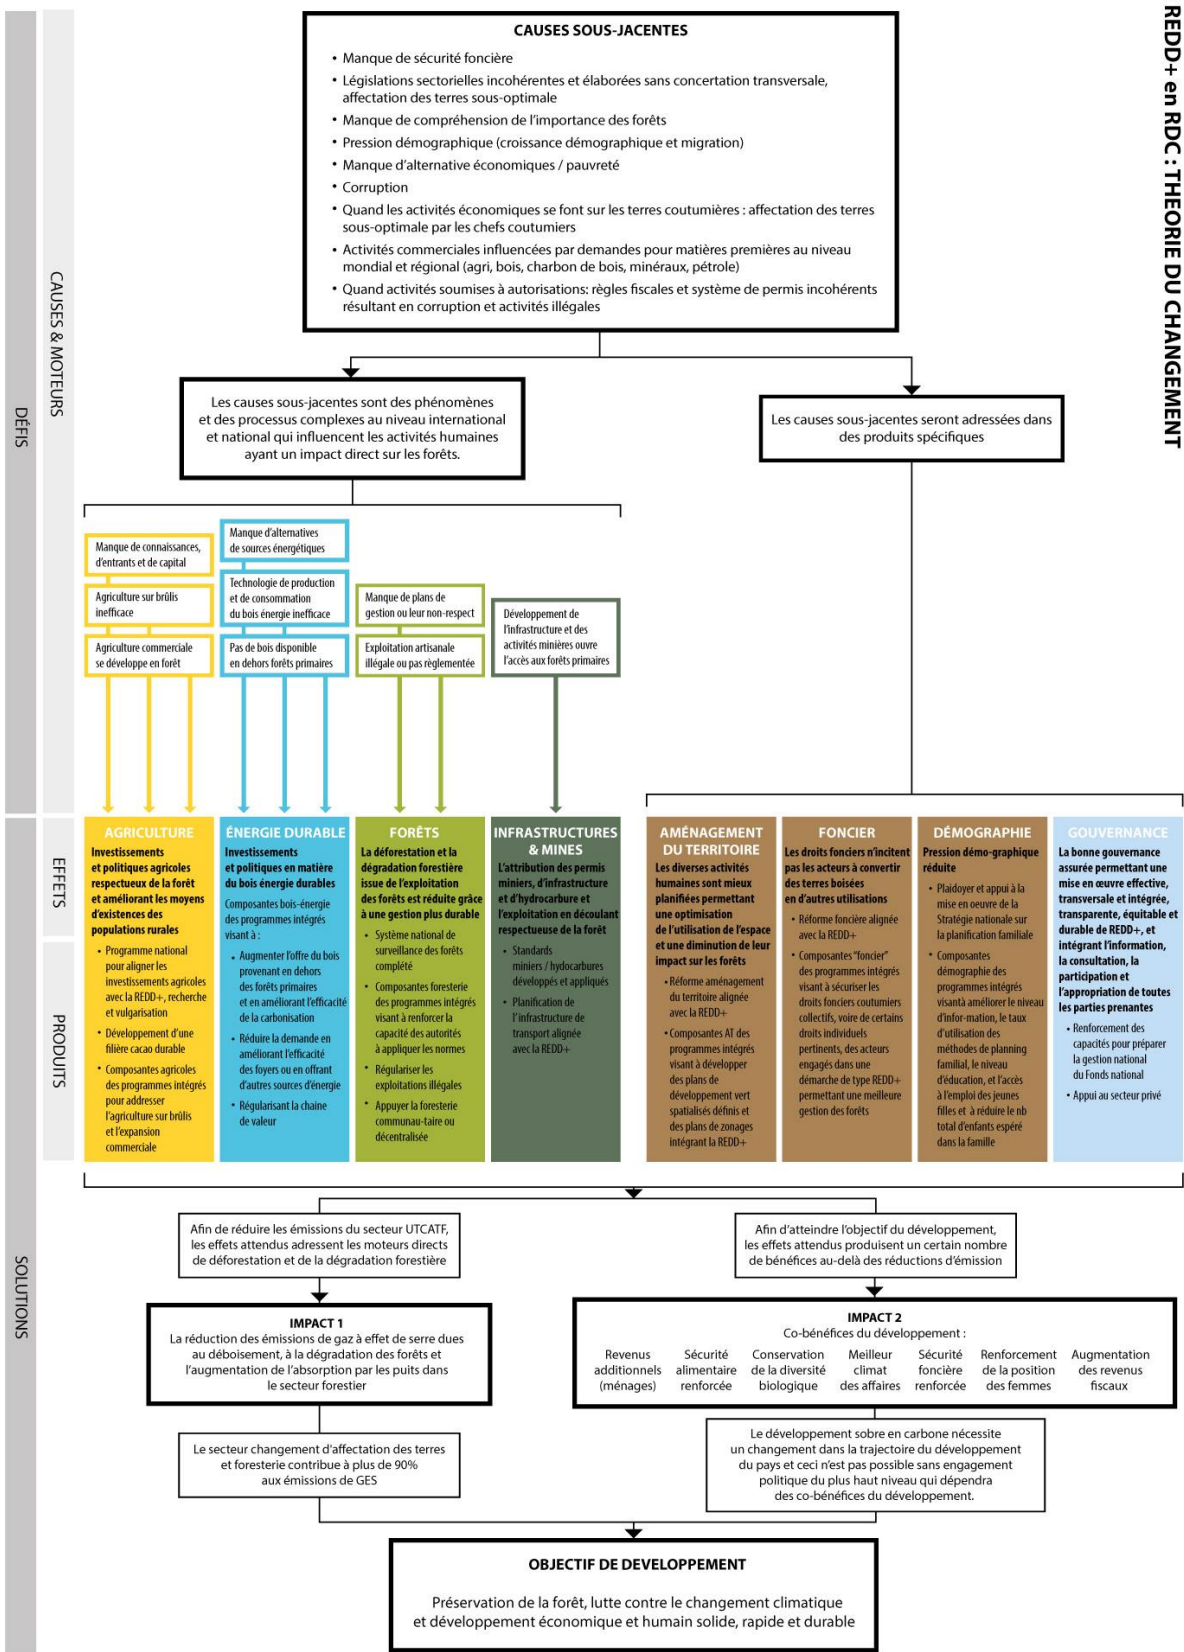 REDD+ en RDC : THEORIE DU CHANGEMENT
DÉFIS
CAUSES & MOTEURS
CAUSES SOUS-JACENTES
• Manque de sécurité foncière
• Législations sectorielles incohérentes et élaborées sans concertation transversale,
affectation des terres sous-optimale
• Manque de compréhension de l'importance des forêts
• Pression démographique (croissance démographique et migration)
• Manque d'alternative économiques / pauvreté
• Corruption
• Quand les activités économiques se font sur les terres coutumières : affectation des terres
sous-optimale par les chefs coutumiers
• Activités commerciales influencées par demandes pour matières premières au niveau
mondial et régional (agri, bois, charbon de bois, minéraux, pétrole)
• Quand activités soumises à autorisations: règles fiscales et système de permis incohérents
résultant en corruption et activités illégales
Les causes sous-jacentes sont des phénomènes
et des processus complexes au niveau international
et national qui influencent les activités humaines
ayant un impact direct sur les forêts.
Les causes sous-jacentes seront adressées dans
des produits spécifiques
Manque de connaissances,
d'entrants et de capital
Agriculture sur brûlis
inefficace
Agriculture commerciale
se développe en forêt
Manque d'alternatives
de sources énergétiques
Technologie de production
et de consommation
du bois énergie inefficace
Pas de bois disponible
en dehors forêts primaires
Manque de plans de
gestion ou leur non-respect
Exploitation artisanale
illégale ou pas règlementée
Développement de
l'infrastructure et des
activités minières ouvre
l'accès aux forêts primaires
SOLUTIONS
EFFETS
PRODUITS
AGRICULTURE
Investissements
et politiques agricoles
respectueux de la forêt
et améliorant les moyens
d'existences des
populations rurales
• Programme national
pour aligner les
investissements agricoles
avec la REDD+, recherche
et vulgarisation
• Développement d'une
filière cacao durable
• Composantes agricoles
des programmes intégrés
pour addresser
l'agriculture sur brûlis
et l'expansion
commerciale
ÉNERGIE DURABLE
Investissements
et politiques en matière
du bois énergie durables
Composantes bois-énergie
des programmes intégrés
visant à :
• Augmenter l'offre du bois
provenant en dehors
des forêts primaires
et en améliorant l'efficacité
de la carbonisation
• Réduire la demande en
améliorant l'efficacité
des foyers ou en offrant
d'autres sources d'énergie
• Régularisant la chaine
de valeur
FORÊTS
La déforestation et la
dégradation forestière
issue de l'exploitation
des forêts est réduite grâce
à une gestion plus durable
• Système national de
surveillance des forêts
complété
• Composantes foresterie
des programmes intégrés
visant à renforcer la
capacité des autorités
à appliquer les normes
• Régulariser les
exploitations illégales
• Appuyer la foresterie
communau-taire ou
décentralisée
INFRASTRUCTURES
& MINES
L'attribution des permis
miniers, d'infrastructure
et d'hydrocarbure et
l'exploitation en découlant
respectueuse de la forêt
• Standards
miniers / hydocarbures
développés et appliqués
• Planification de
l'infrastructure de
transport alignée
avec la REDD+
AMÉNAGEMENT
DU TERRITOIRE
Les diverses activités
humaines sont mieux
planifiées permettant
une optimisation
de l'utilisation de l'espace
et une diminution de leur
impact sur les forêts
• Réforme aménagement
du territoire alignée
avec la REDD+
• Composantes AT des
programmes intégrés
visant à développer
des plans de
développement vert
spatialisés définis et
des plans de zonages
intégrant la REDD+
FONCIER
Les droits fonciers n'incitent
pas les acteurs à convertir
des terres boisées
en d'autres utilisations
• Réforme foncière alignée
avec la REDD+
• Composantes "foncier"
des programmes intégrés
visant à sécuriser les
droits fonciers coutumiers
collectifs, voire de certains
droits individuels
pertinents, des acteurs
engagés dans une
démarche de type REDD+
permettant une meilleure
gestion des forêts
DÉMOGRAPHIE
Pression démo-graphique
réduite
• Plaidoyer et appui à la
mise en oeuvre de la
Stratégie nationale sur
la planification familiale
• Composantes
démographie des
programmes intégrés
visantà améliorer le niveau
d'infor-mation, le taux
d'utilisation des
méthodes de planning
familial, le niveau
d'éducation, et l'accès
à l'emploi des jeunes
filles et à réduire le nb
total d'enfants espéré
dans la famille
GOUVERNANCE
La bonne gouvernance
assurée permettant une
mise en œuvre effective,
transversale et intégrée,
transparente, équitable et
durable de REDD+, et
intégrant l'information,
la consultation, la
participation et
l'appropriation de toutes
les parties prenantes
• Renforcement des
capacités pour préparer
la gestion national
du Fonds national
• Appui au secteur privé
Afin de réduire les émissions du secteur UTCATF,
les effets attendus adressent les moteurs directs
de déforestation et de la dégradation forestière
Afin d'atteindre l'objectif du développement,
les effets attendus produisent un certain nombre
de bénéfices au-delà des réductions d'émission
IMPACT 1
La réduction des émissions de gaz à effet de serre dues
au déboisement, à la dégradation des forêts et
l'augmentation de l'absorption par les puits dans
le secteur forestier
IMPACT 2
Co-bénéfices du développement :
Revenus
additionnels
(ménages)
Sécurité
alimentaire
renforcée
Conservation
de la diversité
biologique
Meilleur
climat
des affaires
Sécurité
foncière
renforcée
Renforcement
de la position
des femmes
Augmentation
des revenus
fiscaux
Le secteur changement d'affectation des terres
et foresterie contribue à plus de 90%
aux émissions de GES
Le développement sobre en carbone nécessite
un changement dans la trajectoire du développement
du pays et ceci n'est pas possible sans engagement
politique du plus haut niveau qui dépendra
des co-bénéfices du développement.
OBJECTIF DE DEVELOPPEMENT
Préservation de la forêt, lutte contre le changement climatique
et développement économique et humain solide, rapide et durable